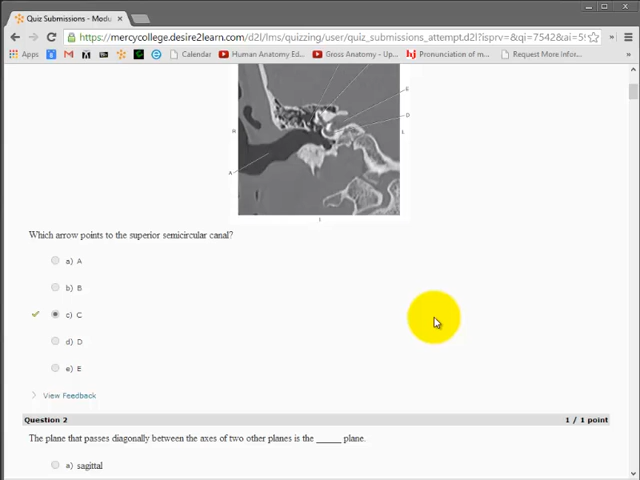 Quiz Submissions - Modu
https://mercycollege.desire2learn.com/d2l/lms/quizzing/user/quiz_submissions_attempt.d2l?isprv=&qi=7542&ai=5
Apps Calendar Human Anatomy Ed Gross Anatomy - Up... Pronunciation of m... Request More Infor...
E
D
R
L
A
I
Which arrow points to the superior semicircular canal?
a) A
b) B
c) C
d) D
e) E
View Feedback
Question 2 1 / 1 point
The plane that passes diagonally between the axes of two other planes is the _____ plane.
a) sagittal